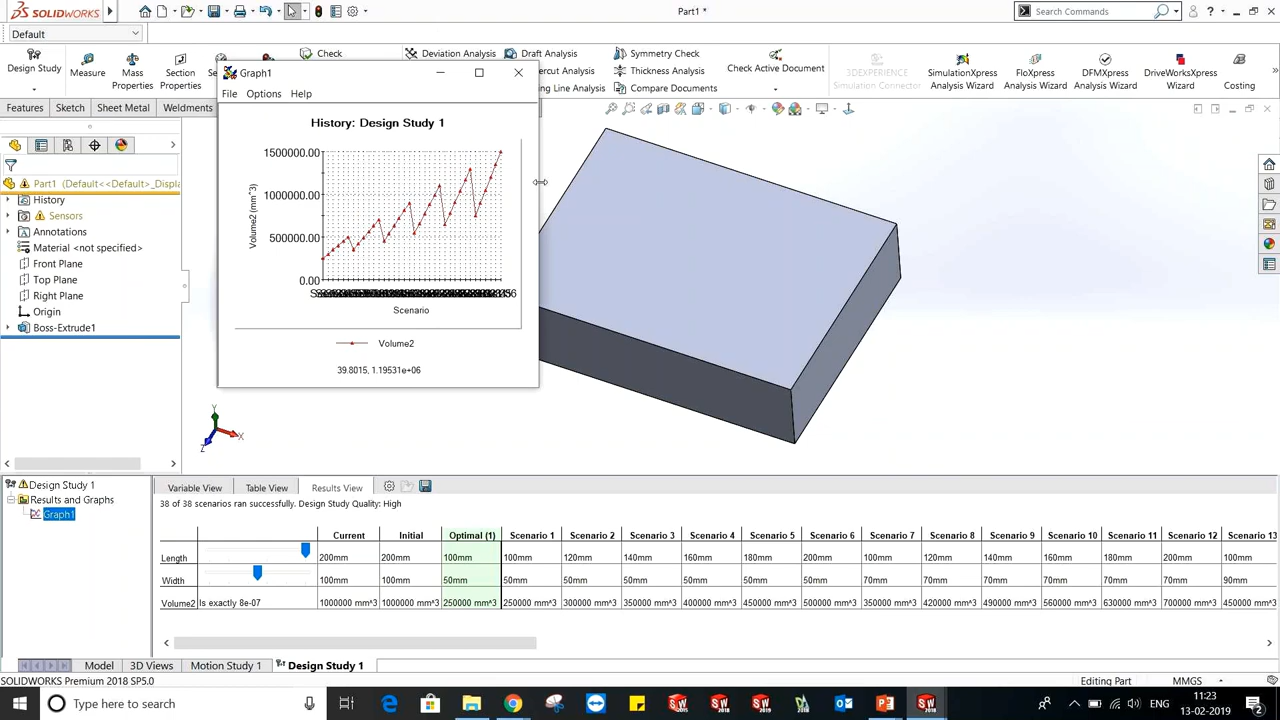 SOLIDWORKS
Part1 *
Search Commands
Default
Design Study
Measure
Mass Properties
Section Properties
Check
Deviation Analysis
Draft Analysis
Symmetry Check
Thickness Analysis
Compare Documents
Check Active Document
3DEXPERIENCE Simulation Connector
SimulationXpress Analysis Wizard
FloXpress Analysis Wizard
DFMXpress Analysis Wizard
DriveWorksXpress Wizard
Costing
Features Sketch Sheet Metal Weldments
Graph1
File Options Help
History: Design Study 1
1500000.00
1000000.00
500000.00
0.00
Volume2 (mm^3)
Scenario
Volume2
39.8015, 1.19531e+06
Part1 (Default<<Default>_Displa
History
Sensors
Annotations
Material <not specified>
Front Plane
Top Plane
Right Plane
Origin
Boss-Extrude1
Y
X
Z
Design Study 1
Results and Graphs
Graph1
Variable View Table View Results View
38 of 38 scenarios ran successfully. Design Study Quality: High
Current Initial Optimal (1) Scenario 1 Scenario 2 Scenario 3 Scenario 4 Scenario 5 Scenario 6 Scenario 7 Scenario 8 Scenario 9 Scenario 10 Scenario 11 Scenario 12 Scenario 13
Length 200mm 200mm 100mm 100mm 120mm 140mm 160mm 180mm 200mm 100mm 120mm 140mm 160mm 180mm 200mm 100mm
Width 100mm 100mm 50mm 50mm 50mm 50mm 50mm 50mm 50mm 70mm 70mm 70mm 70mm 70mm 70mm 90mm
Volume2 Is exactly 8e-07 1000000 mm^3 1000000 mm^3 250000 mm^3 250000 mm^3 300000 mm^3 350000 mm^3 400000 mm^3 450000 mm^3 500000 mm^3 350000 mm^3 420000 mm^3 490000 mm^3 560000 mm^3 630000 mm^3 700000 mm^3 450000 mm^3
Model 3D Views Motion Study 1 Design Study 1
SOLIDWORKS Premium 2018 SP5.0
Editing Part
MMGS
Type here to search
ENG
11:23
13-02-2019